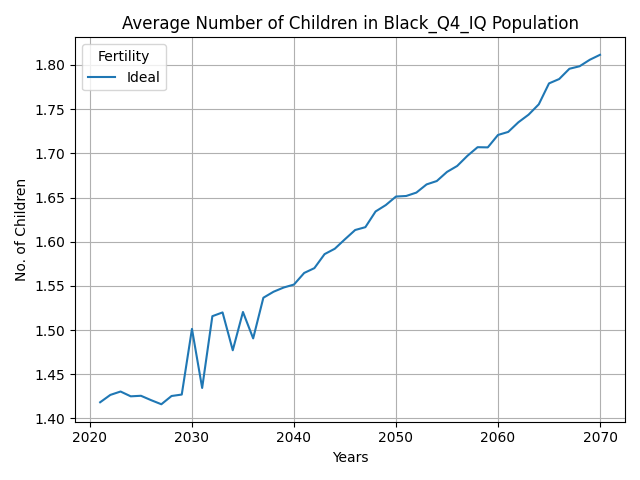 Average Number of Children in Black_Q4_IQ Population
Fertility
Ideal
No. of Children
1.80
1.75
1.70
1.65
1.60
1.55
1.50
1.45
1.40
2020 2030 2040 2050 2060 2070
Years